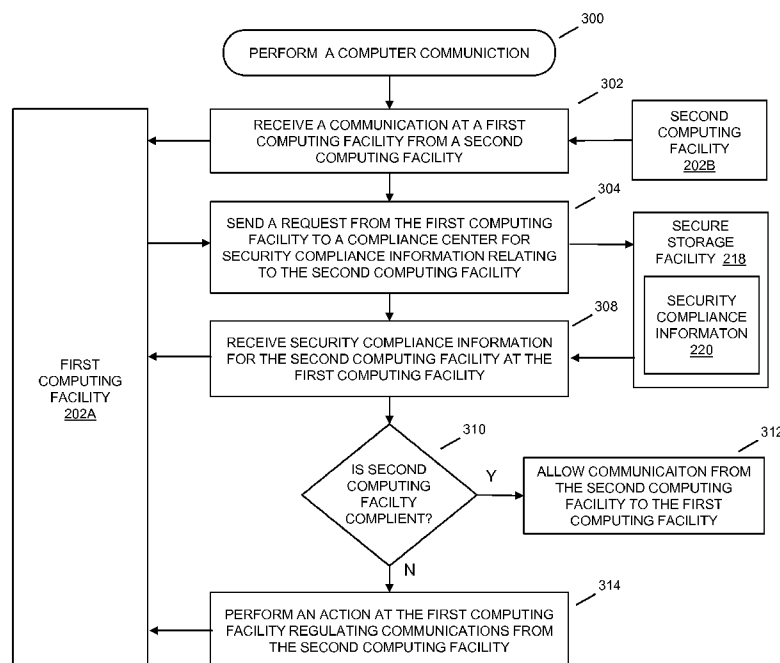 300
PERFORM A COMPUTER COMMUNICTION
302
RECEIVE A COMMUNICATION AT A FIRST
COMPUTING FACILITY FROM A SECOND
COMPUTING FACILITY
SECOND
COMPUTING
FACILITY
202B
304
SEND A REQUEST FROM THE FIRST COMPUTING
FACILITY TO A COMPLIANCE CENTER FOR
SECURITY COMPLIANCE INFORMATION RELATING
TO THE SECOND COMPUTING FACILITY
SECURE
STORAGE
FACILITY 218
SECURITY
COMPLIANCE
INFORMATON
220
308
RECEIVE SECURITY COMPLIANCE INFORMATION
FOR THE SECOND COMPUTING FACILITY AT THE
FIRST COMPUTING FACILITY
FIRST
COMPUTING
FACILITY
202A
310
IS SECOND
COMPUTING
FACILTY
COMPLIENT?
Y
312
ALLOW COMMUNICAITON FROM
THE SECOND COMPUTING
FACILITY TO THE FIRST
COMPUTING FACILITY
N
314
PERFORM AN ACTION AT THE FIRST COMPUTING
FACILITY REGULATING COMMUNICATIONS FROM
THE SECOND COMPUTING FACILITY